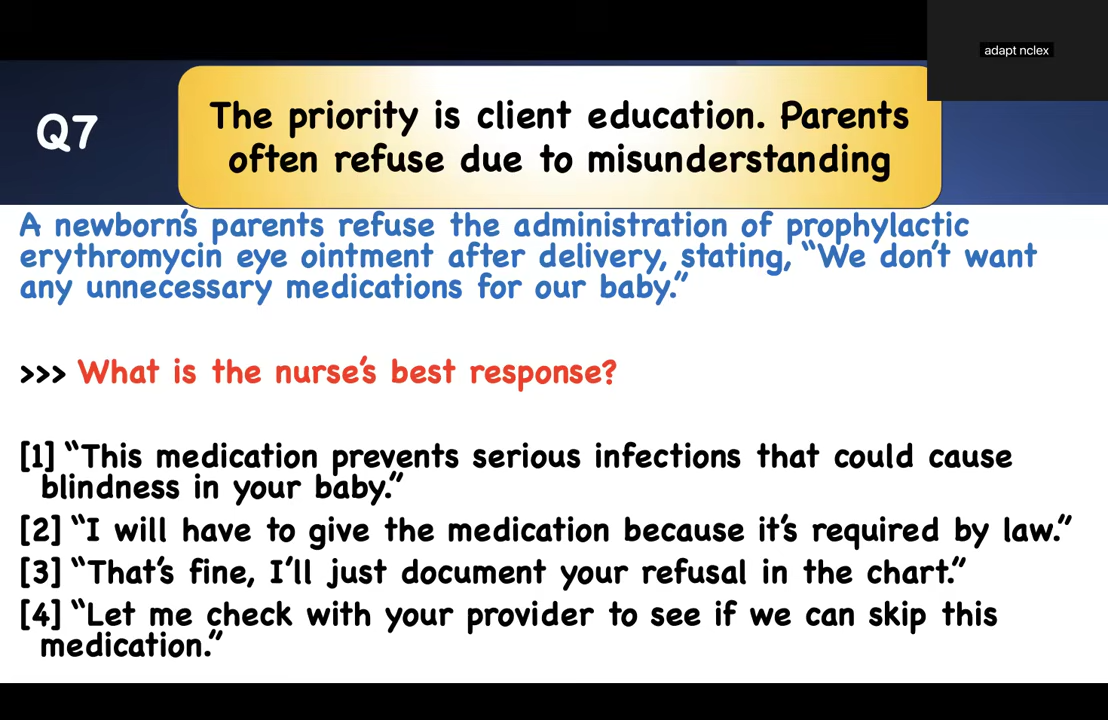 adapt nclex
Q7
The priority is client education. Parents
often refuse due to misunderstanding
A newborn's parents refuse the administration of prophylactic
erythromycin eye ointment after delivery, stating, “We don't want
any unnecessary medications for our baby.”
>>> What is the nurse's best response?
[1] “This medication prevents serious infections that could cause
blindness in your baby.”
[2] “I will have to give the medication because it's required by law.”
[3] “That's fine, I'll just document your refusal in the chart.”
[4] “Let me check with your provider to see if we can skip this
medication.”